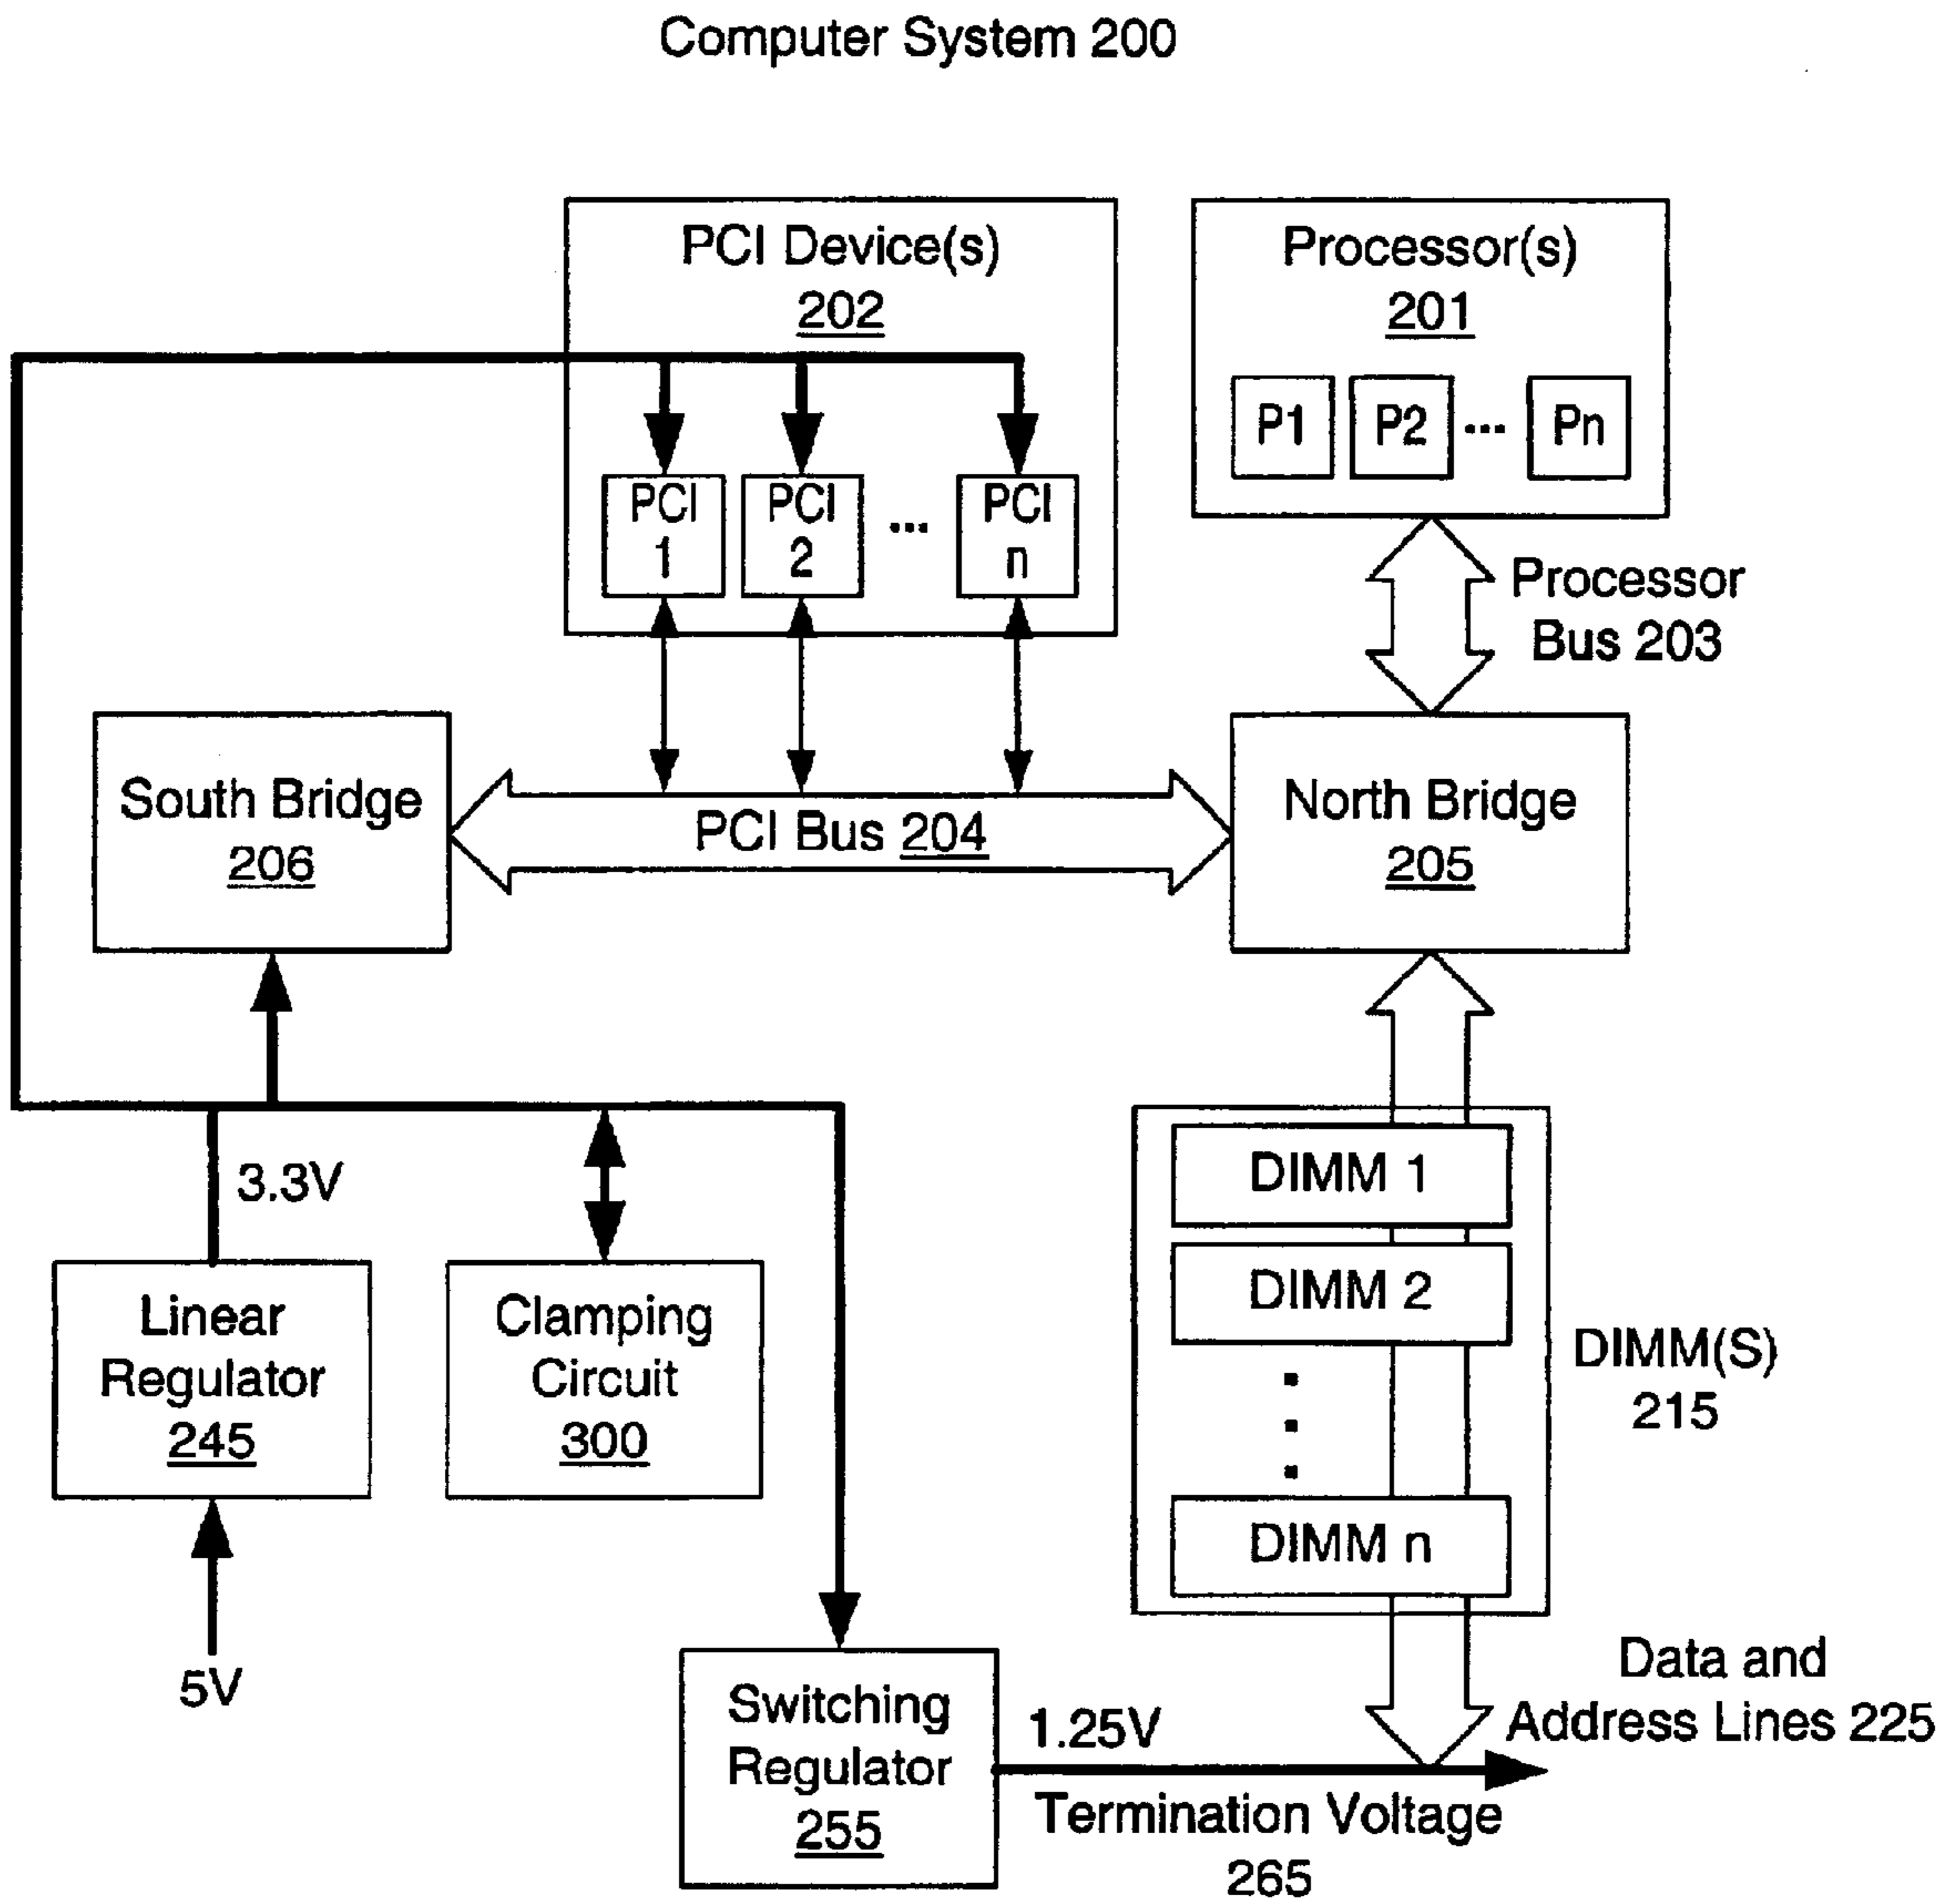 Computer System 200
PCI Device(s)
202
Processor(s)
201
P1 P2 ... Pn
PCI
1
PCI
2
...
PCI
n
Processor
Bus 203
South Bridge
206
PCI Bus 204
North Bridge
205
3.3V
Linear
Regulator
245
5V
Clamping
Circuit
300
DIMM 1
DIMM 2
DIMM n
DIMM(S)
215
Switching
Regulator
255
1.25V
Termination Voltage
265
Data and
Address Lines 225